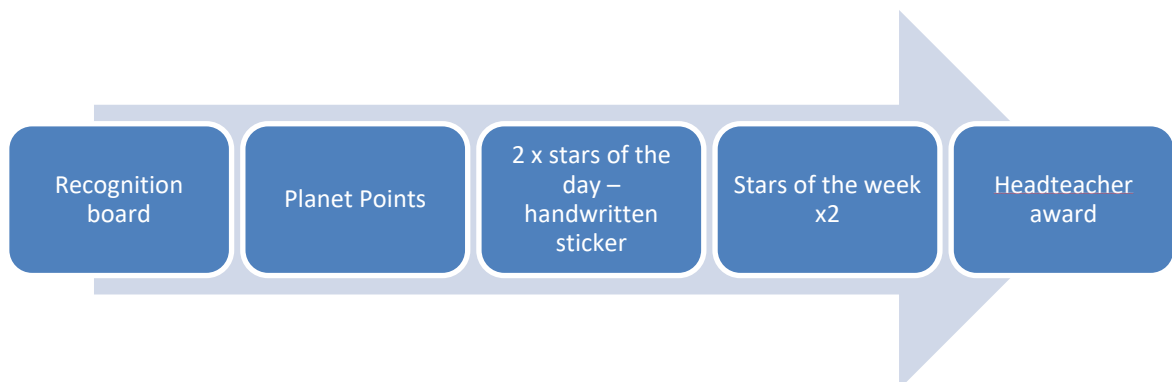 Recognition
board
Planet Points
2 x stars of the
day –
handwritten
sticker
Stars of the week
x2
Headteacher
award